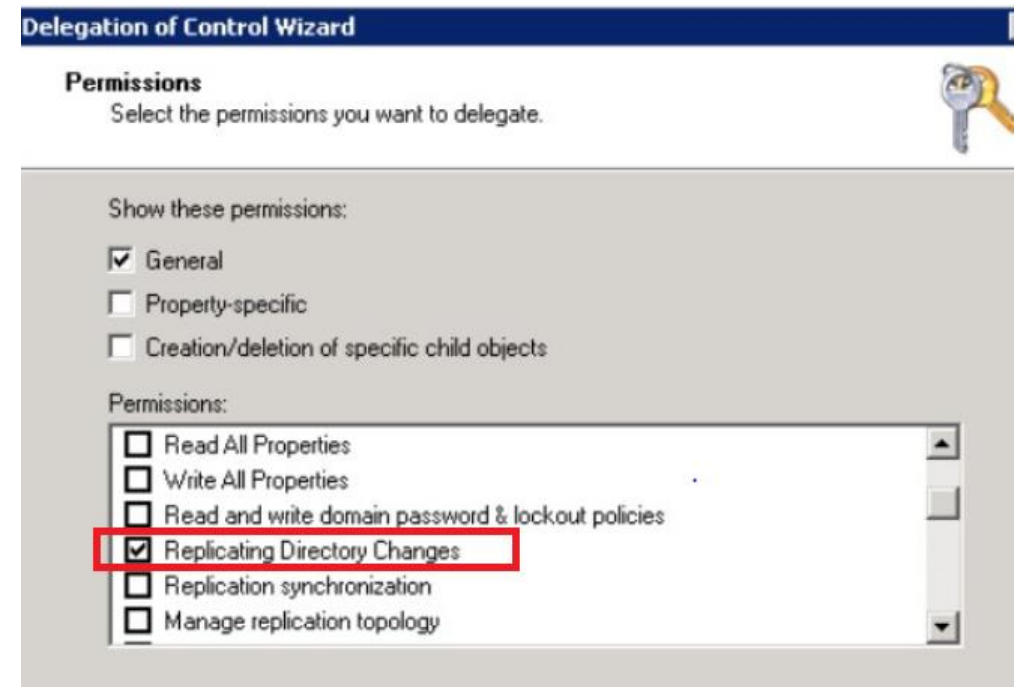 Delegation of Control Wizard
Permissions
Select the permissions you want to delegate.
Show these permissions:
General
Property-specific
Creation/deletion of specific child objects
Permissions:
Read All Properties
Write All Properties
Read and write domain password & lockout policies
Replicating Directory Changes
Replication synchronization
Manage replication topology